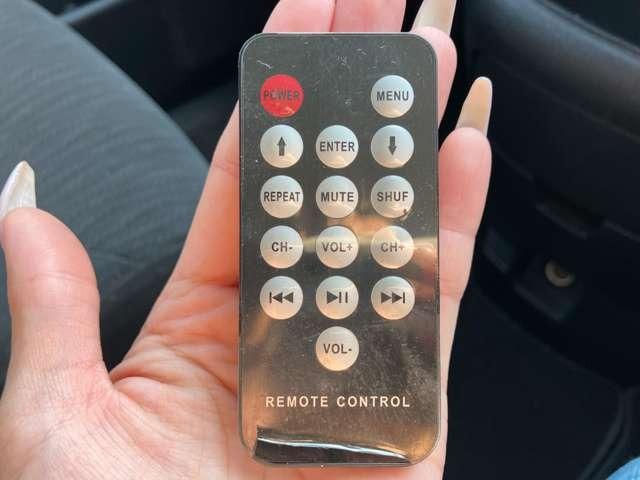 POWER MENU
ENTER
REPEAT MUTE SHUF
CH- VOL+ CH+
VOL-
REMOTE CONTROL